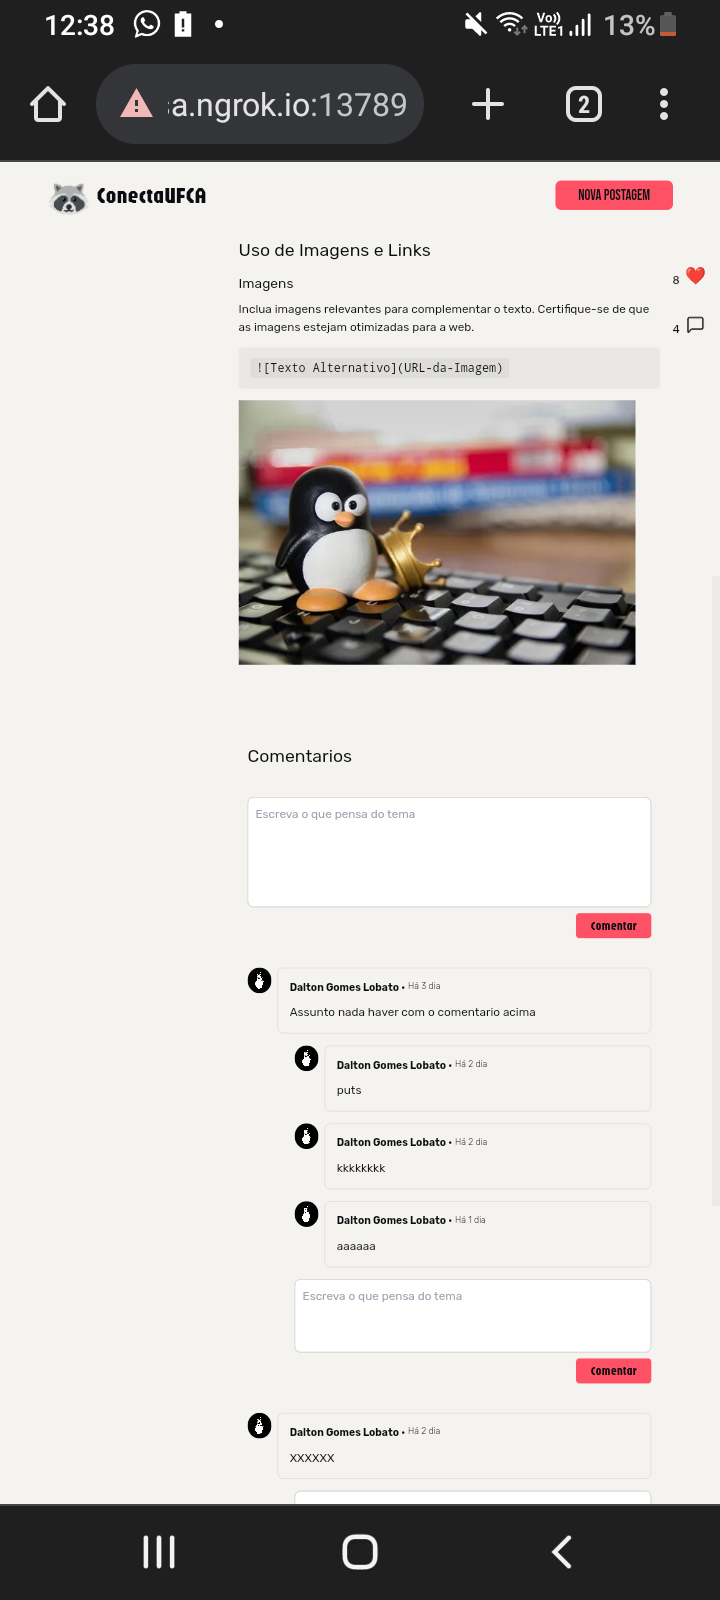 12:38
Vo))
LTE1
13%
a.ngrok.io:13789
2
ConectaUFCA
NOVA POSTAGEM
Uso de Imagens e Links
8
Imagens
Inclua imagens relevantes para complementar o texto. Certifique-se de que
as imagens estejam otimizadas para a web.
4
![Texto Alternativo](URL-da-Imagem)
Comentarios
Escreva o que pensa do tema
Comentar
Dalton Gomes Lobato • Há 3 dia
Assunto nada haver com o comentario acima
Dalton Gomes Lobato • Há 2 dia
puts
Dalton Gomes Lobato • Há 2 dia
kkkkkkkk
Dalton Gomes Lobato • Há 1 dia
aaaaaa
Escreva o que pensa do tema
Comentar
Dalton Gomes Lobato • Há 2 dia
XXXXXX